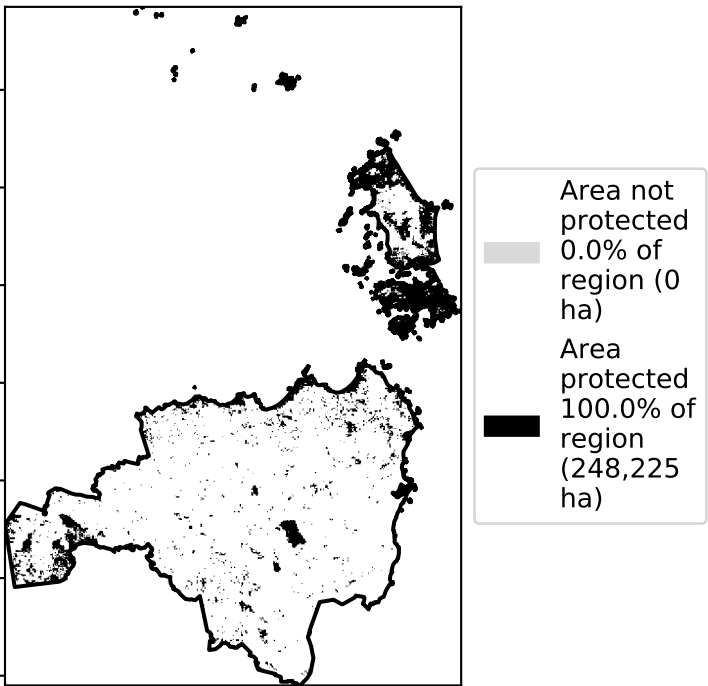 Area not
protected
0.0% of
region (0
ha)
Area
protected
100.0% of
region
(248,225
ha)